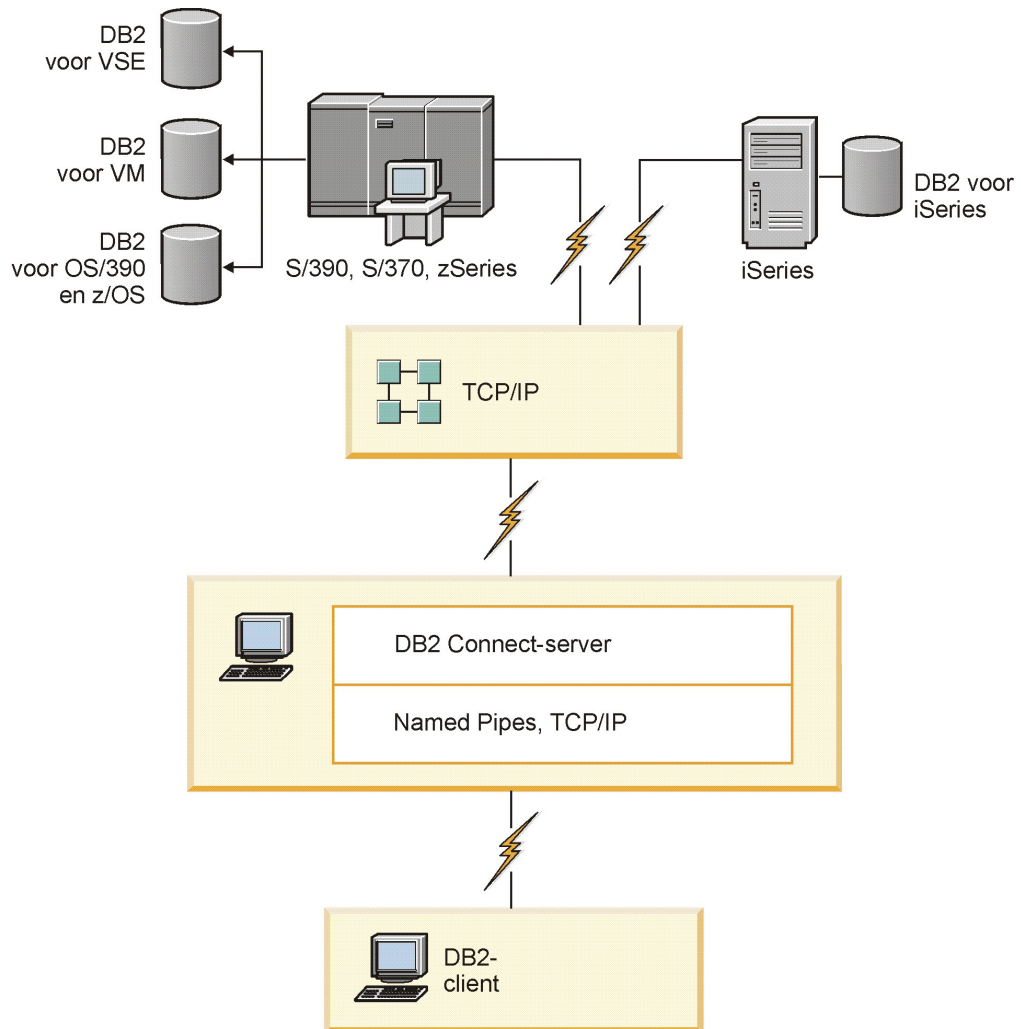 DB2
voor VSE
DB2
voor VM
DB2
voor OS/390
en z/OS
S/390, S/370, zSeries
iSeries
DB2 voor
iSeries
TCP/IP
DB2 Connect-server
Named Pipes, TCP/IP
DB2-
client